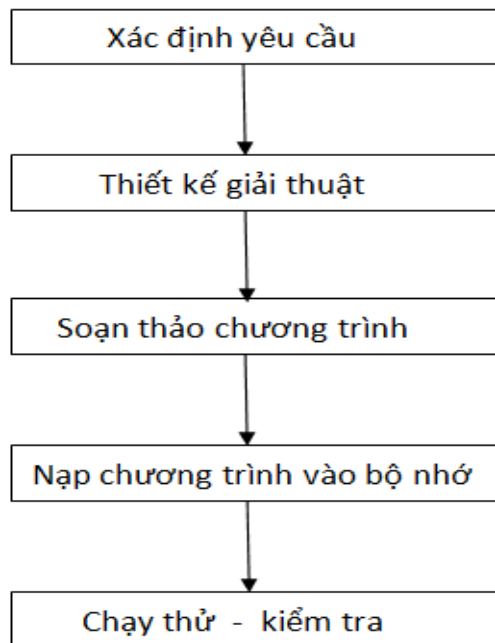 Xác định yêu cầu
Thiết kế giải thuật
Soạn thảo chương trình
Nạp chương trình vào bộ nhớ
Chạy thử - kiểm tra